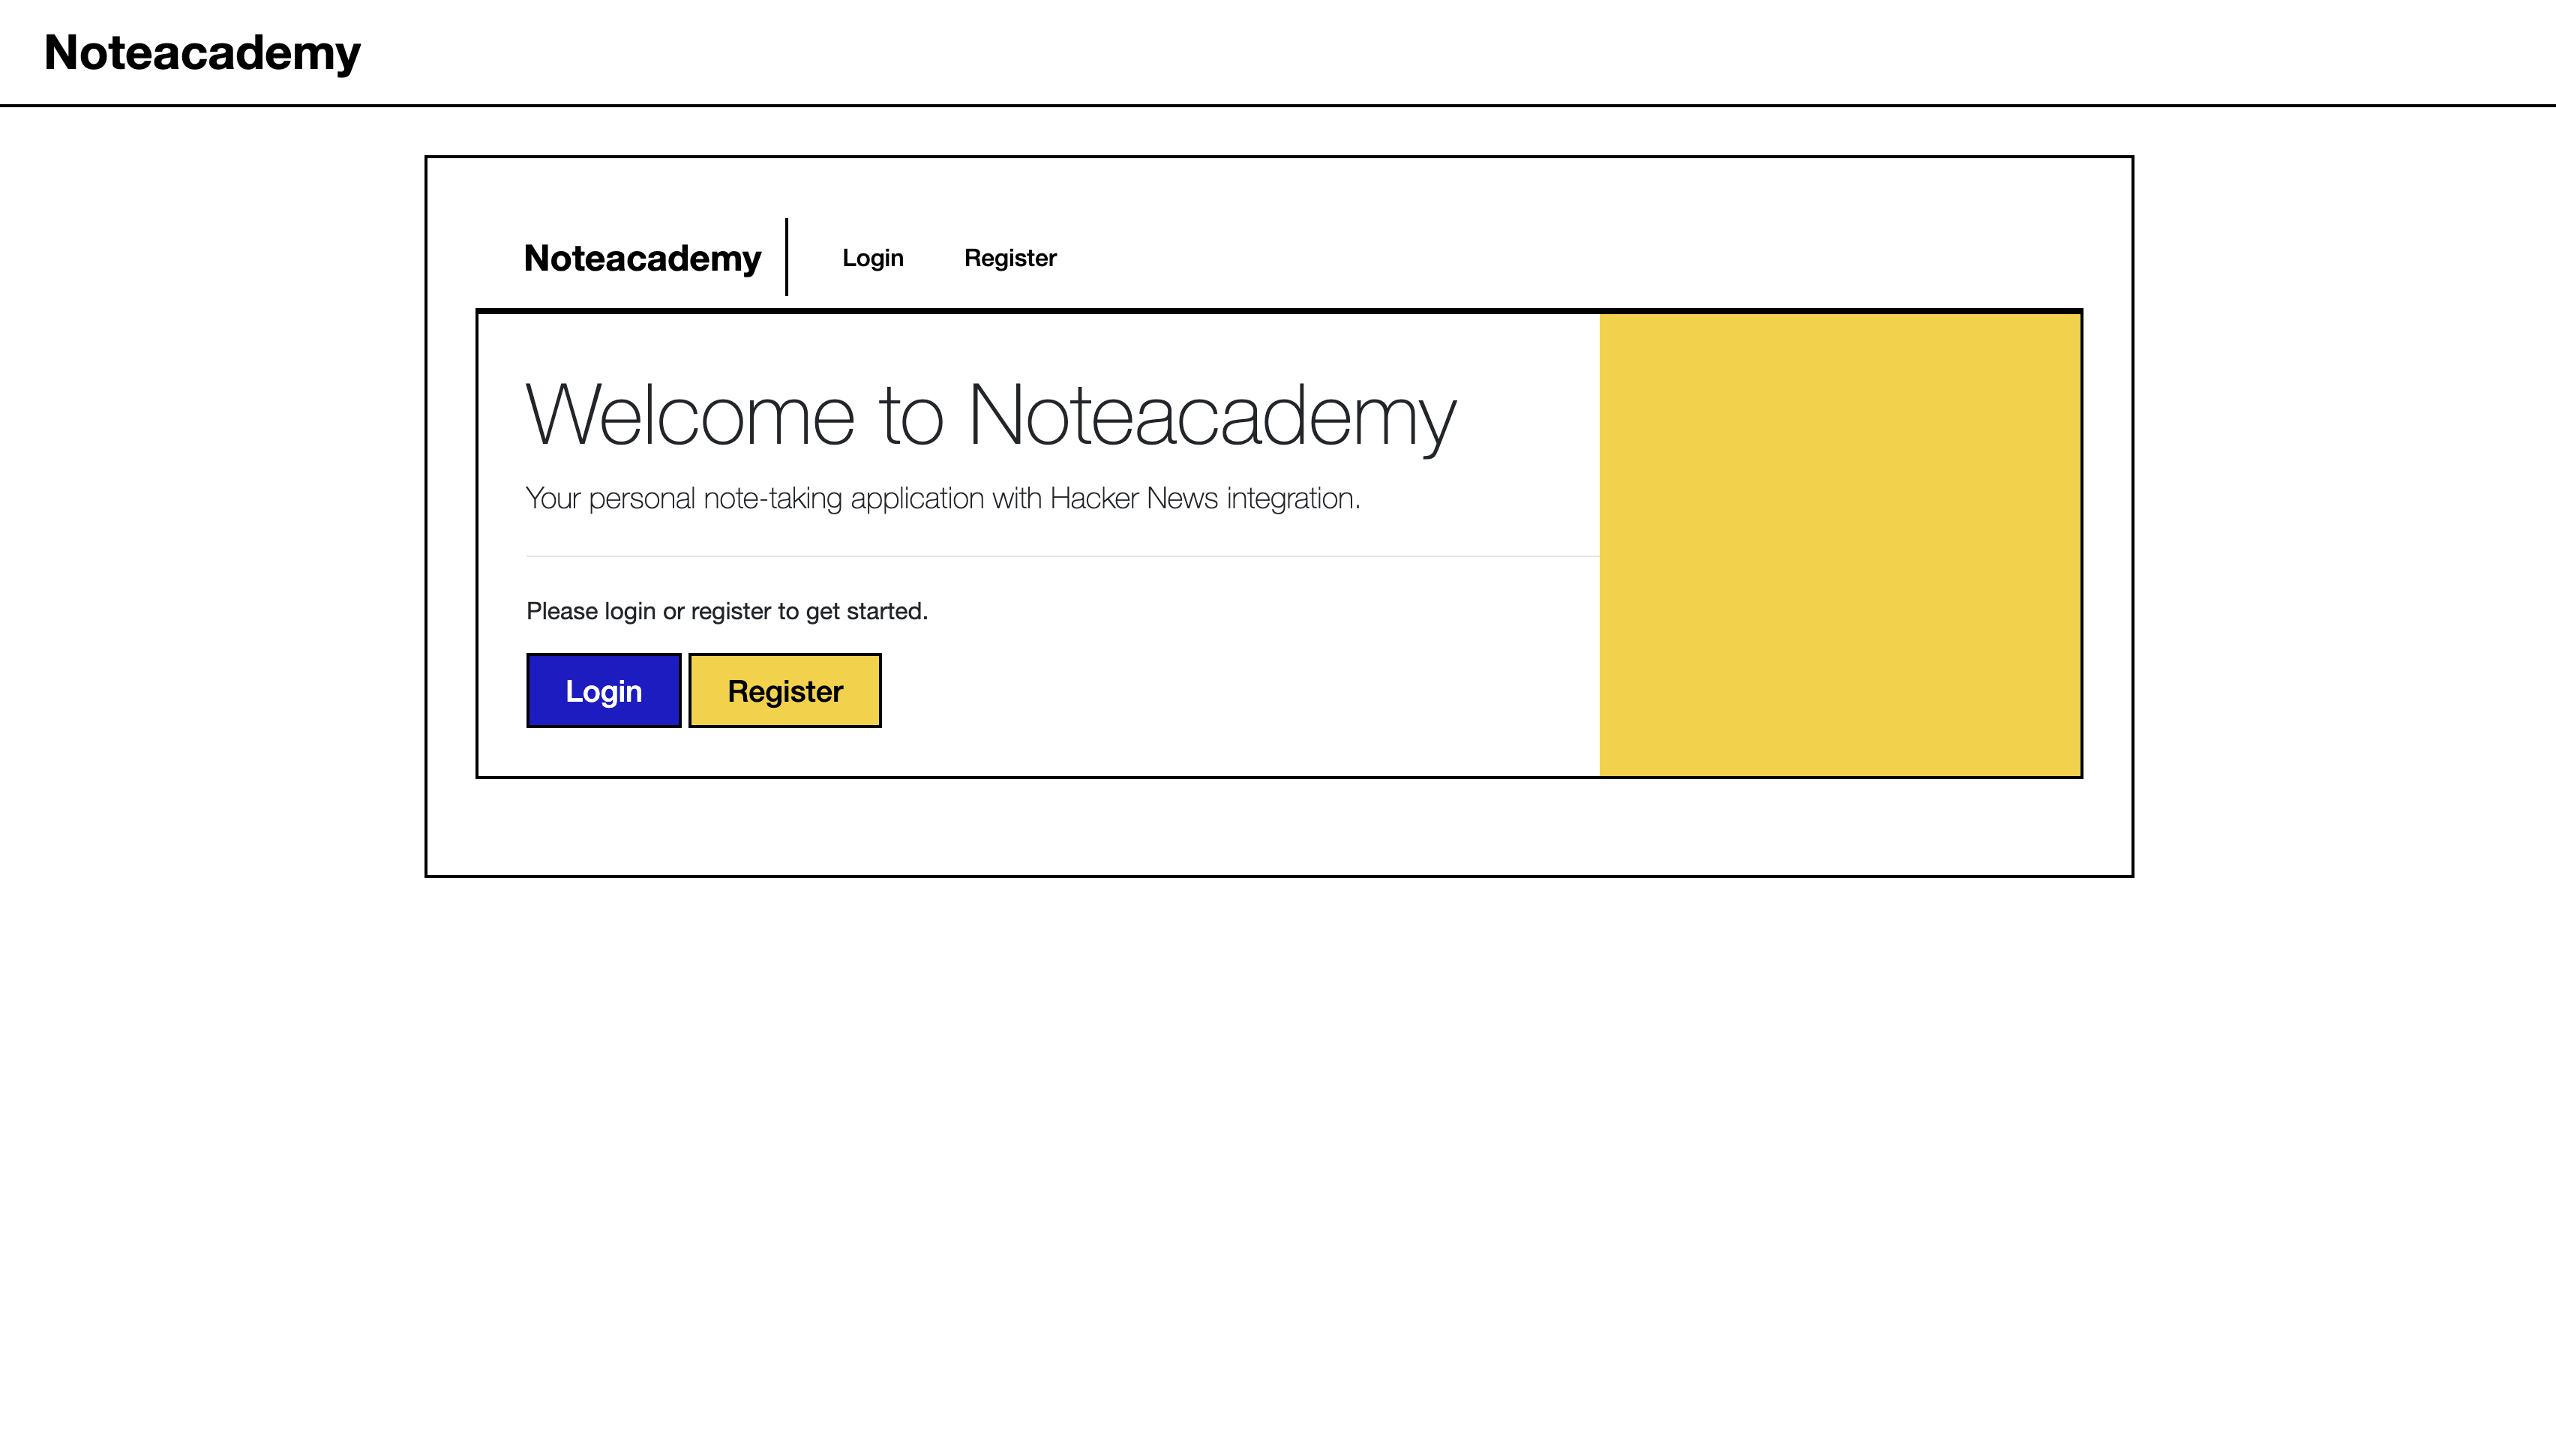 Noteacademy
Noteacademy Login Register
Welcome to Noteacademy
Your personal note-taking application with Hacker News integration.
Please login or register to get started.
Login Register